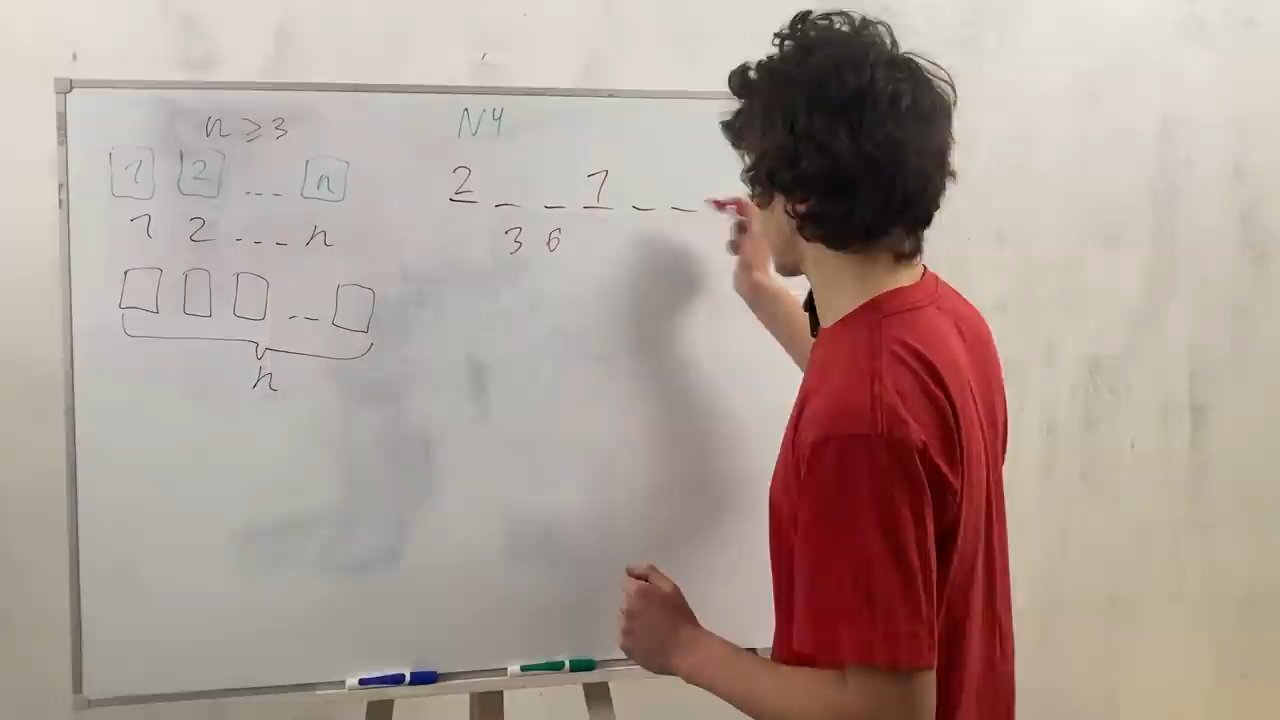 n ≥ 3
1 2 ... n
1 2 ... n
n
N4
2 _ _ 1 _ _
3 6